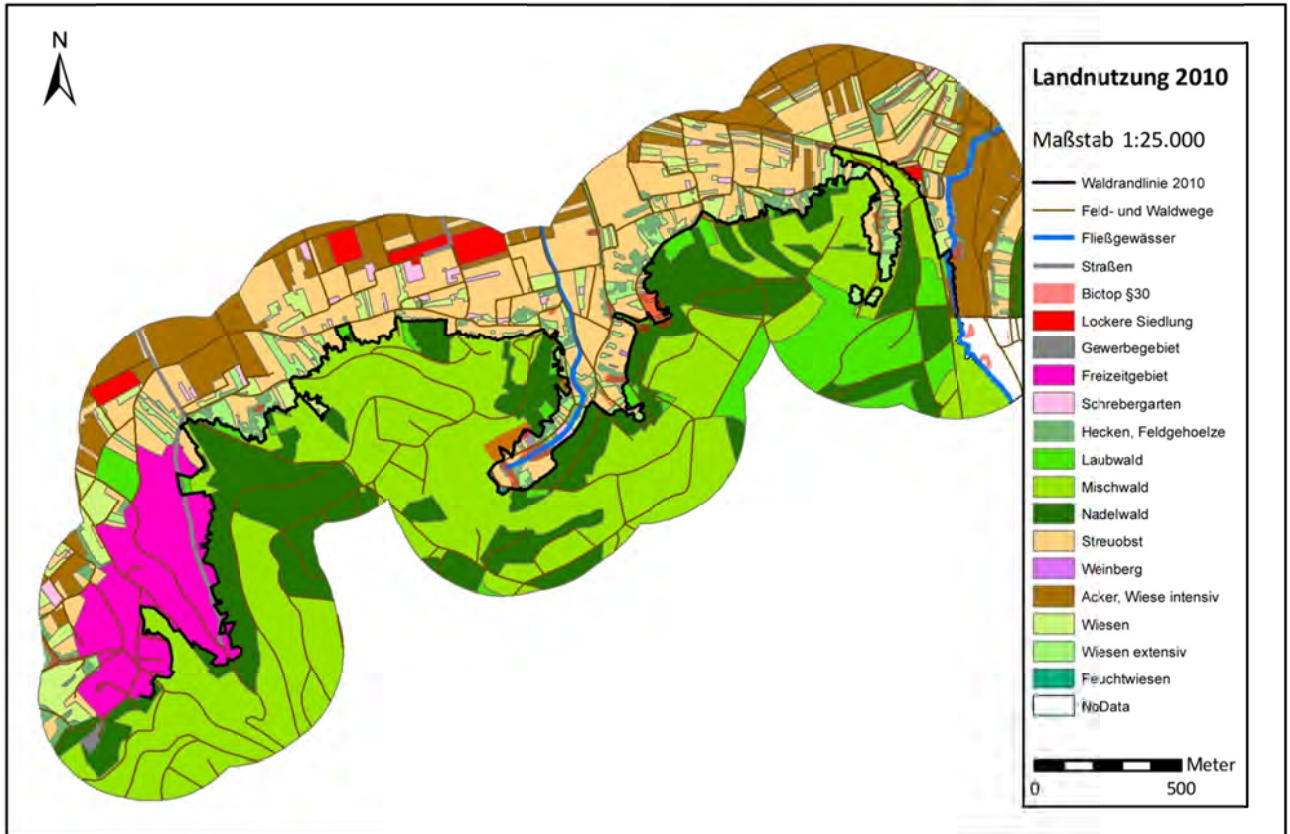 N
Landnutzung 2010
Maßstab 1:25.000
Waldrandlinie 2010
Feld- und Waldwege
Fließgewässer
Straßen
Biotop §30
Lockere Siedlung
Gewerbegebiet
Freizeitgebiet
Schrebergarten
Hecken, Feldgehoelze
Laubwald
Mischwald
Nadelwald
Streuobst
Weinberg
Acker, Wiese intensiv
Wiesen
Wiesen extensiv
Feuchtwiesen
NoData
Meter
0 500